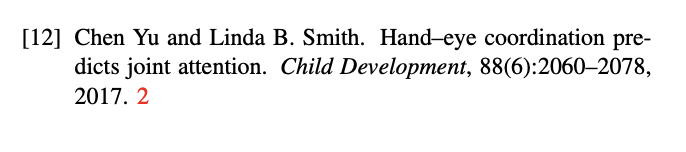 [12] Chen Yu and Linda B. Smith. Hand–eye coordination pre-
dicts joint attention. Child Development, 88(6):2060–2078,
2017. 2